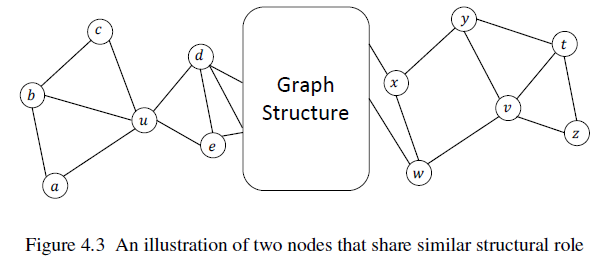 c
y
d
t
b
Graph
x
Structure
u
v
z
e
a
w
Figure 4.3 An illustration of two nodes that share similar structural role